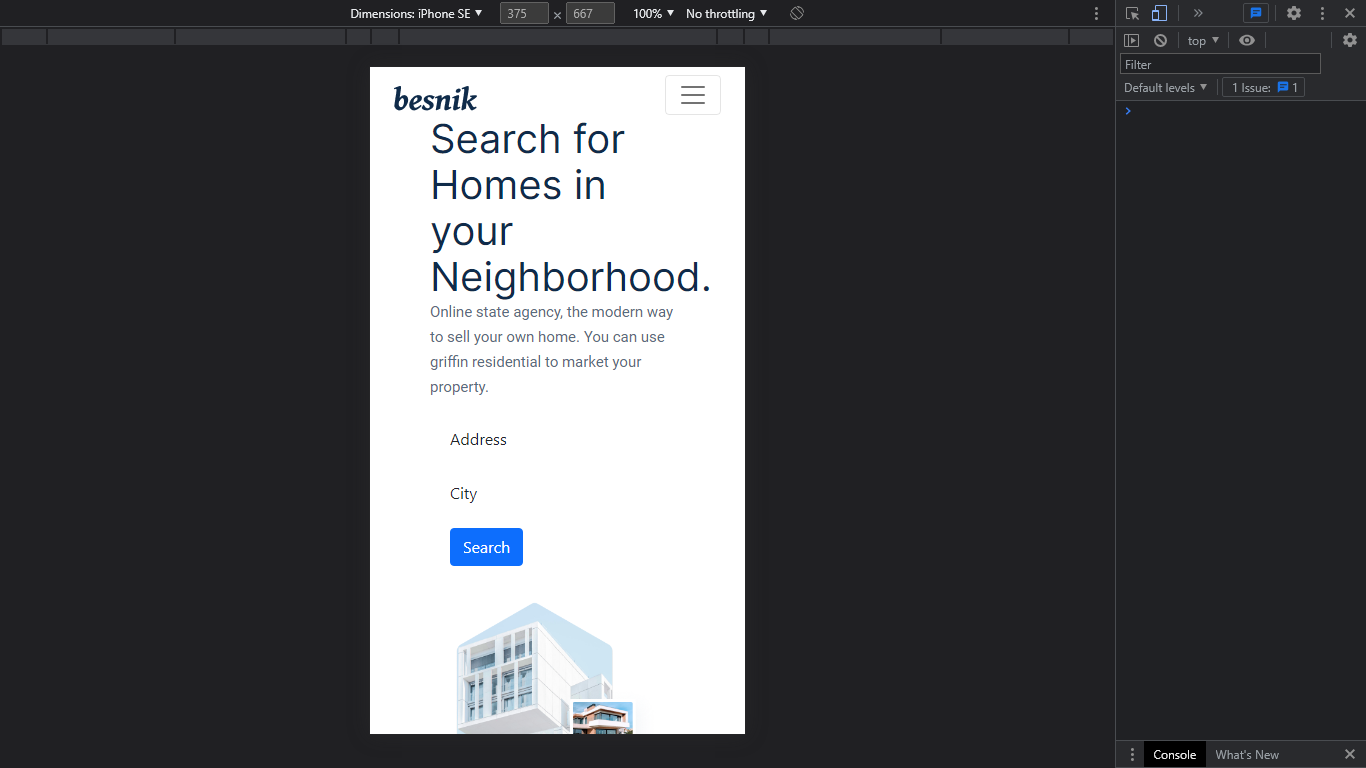 Dimensions: iPhone SE 375 × 667 100% No throttling
top
Filter
Default levels 1 Issue: 1
besnik
Search for
Homes in
your
Neighborhood.
Online state agency, the modern way
to sell your own home. You can use
griffin residential to market your
property.
Address
City
Search
Console What's New